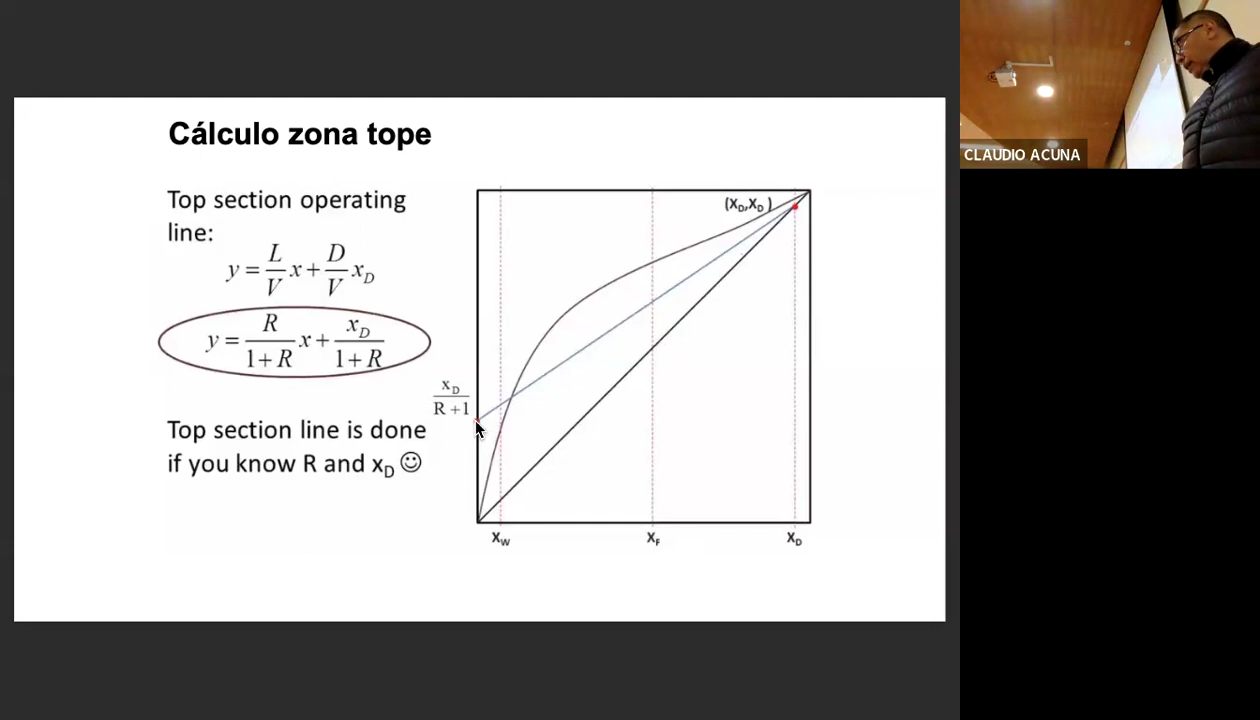 Cálculo zona tope
Top section operating
line:
y = L/V x + D/V x_D
y = R/1+R x + x_D/1+R
Top section line is done
if you know R and x_D ☺
(x_D,x_D)
x_D/R+1
x_W
x_F
x_D
CLAUDIO ACUNA